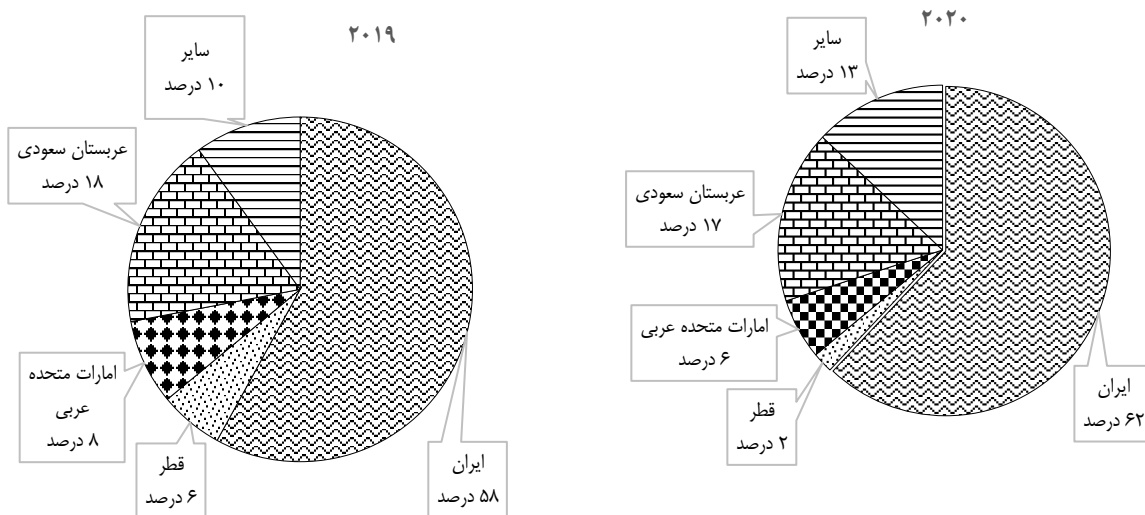 ۲۰۱۹
سایر
۱۰ درصد
عربستان سعودی
۱۸ درصد
امارات متحده
عربی
۸ درصد
قطر
۶ درصد
ایران
۵۸ درصد
۲۰۲۰
سایر
۱۳ درصد
عربستان سعودی
۱۷ درصد
امارات متحده عربی
۶ درصد
قطر
۲ درصد
ایران
۶۲ درصد